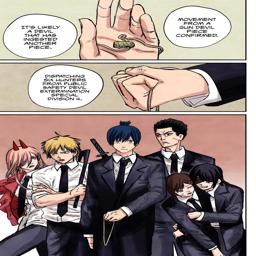 IT'S LIKELY
A DEVIL
THAT HAS
INGESTED
ANOTHER
PIECE.
MOVEMENT
FROM A
GUN DEVIL
PIECE
CONFIRMED.
DISPATCHING
SIX HUNTERS
FROM PUBLIC
SAFETY DEVIL
EXTERMINATION
SPECIAL
DIVISION 4.